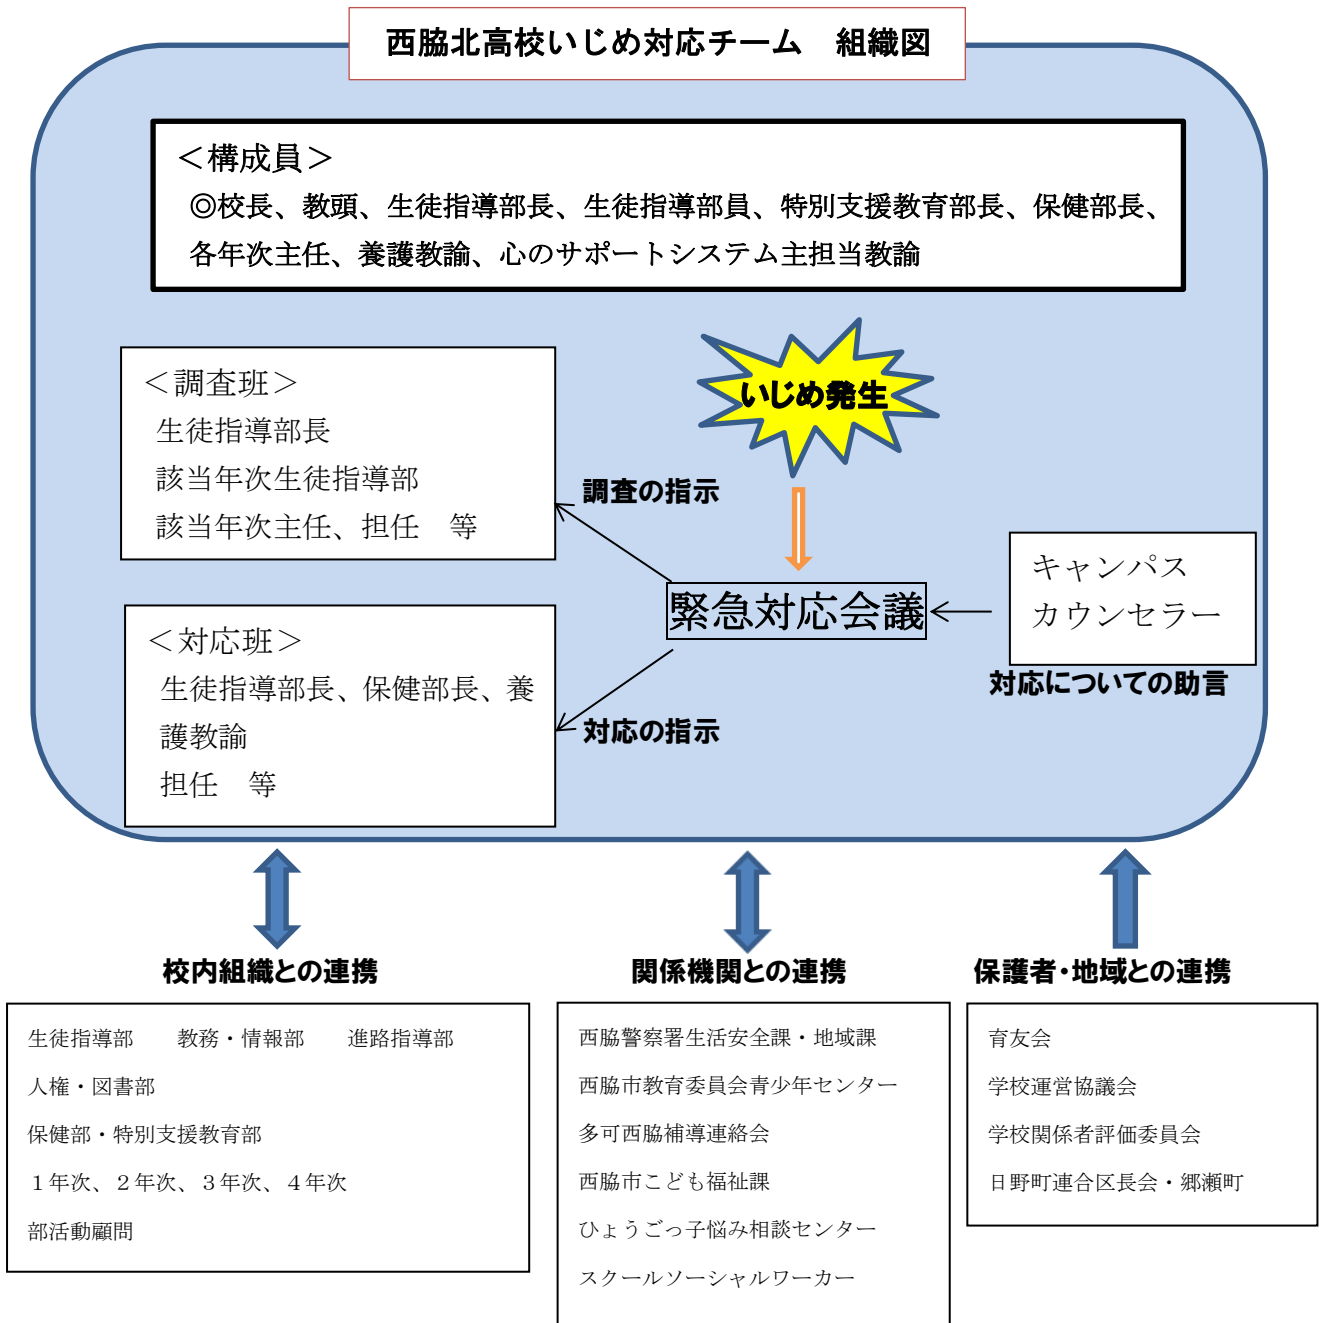 西脇北高校いじめ対応チーム　組織図
＜構成員＞
◎校長、教頭、生徒指導部長、生徒指導部員、特別支援教育部長、保健部長、
各年次主任、養護教諭、心のサポートシステム主担当教諭
いじめ発生
＜調査班＞
生徒指導部長
該当年次生徒指導部
該当年次主任、担任　等
調査の指示
緊急対応会議
キャンパス
カウンセラー
対応についての助言
＜対応班＞
生徒指導部長、保健部長、養
護教諭
担任　等
対応の指示
校内組織との連携
生徒指導部　　教務・情報部　　進路指導部
人権・図書部
保健部・特別支援教育部
１年次、２年次、３年次、４年次
部活動顧問
関係機関との連携
西脇警察署生活安全課・地域課
西脇市教育委員会青少年センター
多可西脇補導連絡会
西脇市こども福祉課
ひょうごっ子悩み相談センター
スクールソーシャルワーカー
保護者・地域との連携
育友会
学校運営協議会
学校関係者評価委員会
日野町連合区長会・郷瀬町